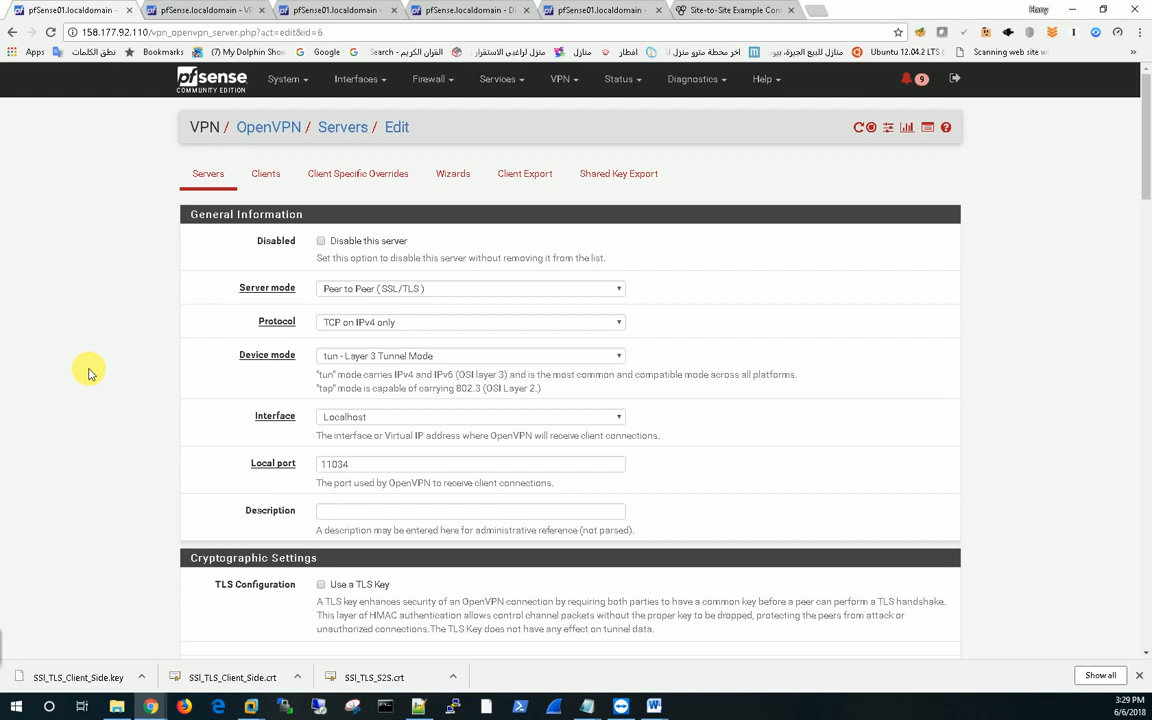 pfSense01.localdomain -
pfSense.localdomain - VP
pfSense01.localdomain -
pfSense.localdomain - Di
pfSense01.localdomain -
Site-to-Site Example Con
Hany
158.177.92.110/vpn_openvpn_server.php?act=edit&id=6
Apps
نطق الكلمات
Bookmarks
(7) My Dolphin Show
Google
Search - القرآن الكريم
منزل لراغبى الاستقرار
منازل
افطار
اخر محطة مترو منزل
منازل للبيع الجيزة، بيو
Ubuntu 12.04.2 LTS (
Scanning web site w
»
pfsense
COMMUNITY EDITION
System
Interfaces
Firewall
Services
VPN
Status
Diagnostics
Help
9
VPN / OpenVPN / Servers / Edit
Servers
Clients
Client Specific Overrides
Wizards
Client Export
Shared Key Export
General Information
Disabled
Disable this server
Set this option to disable this server without removing it from the list.
Server mode
Peer to Peer ( SSL/TLS )
Protocol
TCP on IPv4 only
Device mode
tun - Layer 3 Tunnel Mode
"tun" mode carries IPv4 and IPv6 (OSI layer 3) and is the most common and compatible mode across all platforms.
"tap" mode is capable of carrying 802.3 (OSI Layer 2.)
Interface
Localhost
The interface or Virtual IP address where OpenVPN will receive client connections.
Local port
11034
The port used by OpenVPN to receive client connections.
Description
A description may be entered here for administrative reference (not parsed).
Cryptographic Settings
TLS Configuration
Use a TLS Key
A TLS key enhances security of an OpenVPN connection by requiring both parties to have a common key before a peer can perform a TLS handshake.
This layer of HMAC authentication allows control channel packets without the proper key to be dropped, protecting the peers from attack or
unauthorized connections.The TLS Key does not have any effect on tunnel data.
SSl_TLS_Client_Side.key
SSl_TLS_Client_Side.crt
SSl_TLS_S2S.crt
Show all
3:29 PM
6/6/2018